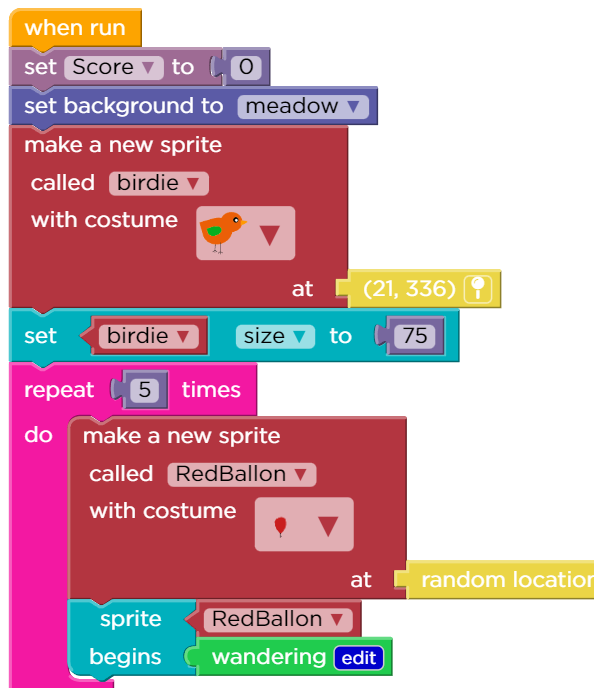 when run
set Score ▼ to 0
set background to meadow ▼
make a new sprite
called birdie ▼
with costume ▼
at (21, 336)
set birdie ▼ size ▼ to 75
repeat 5 times
do make a new sprite
called RedBallon ▼
with costume ▼
at random location
sprite RedBallon ▼
begins wandering edit